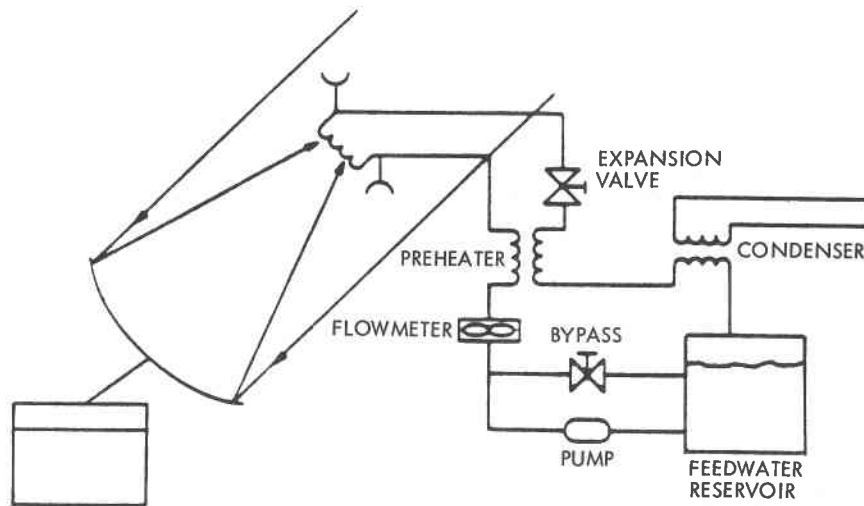 EXPANSION
VALVE
PREHEATER
CONDENSER
FLOWMETER
BYPASS
PUMP
FEEDWATER
RESERVOIR